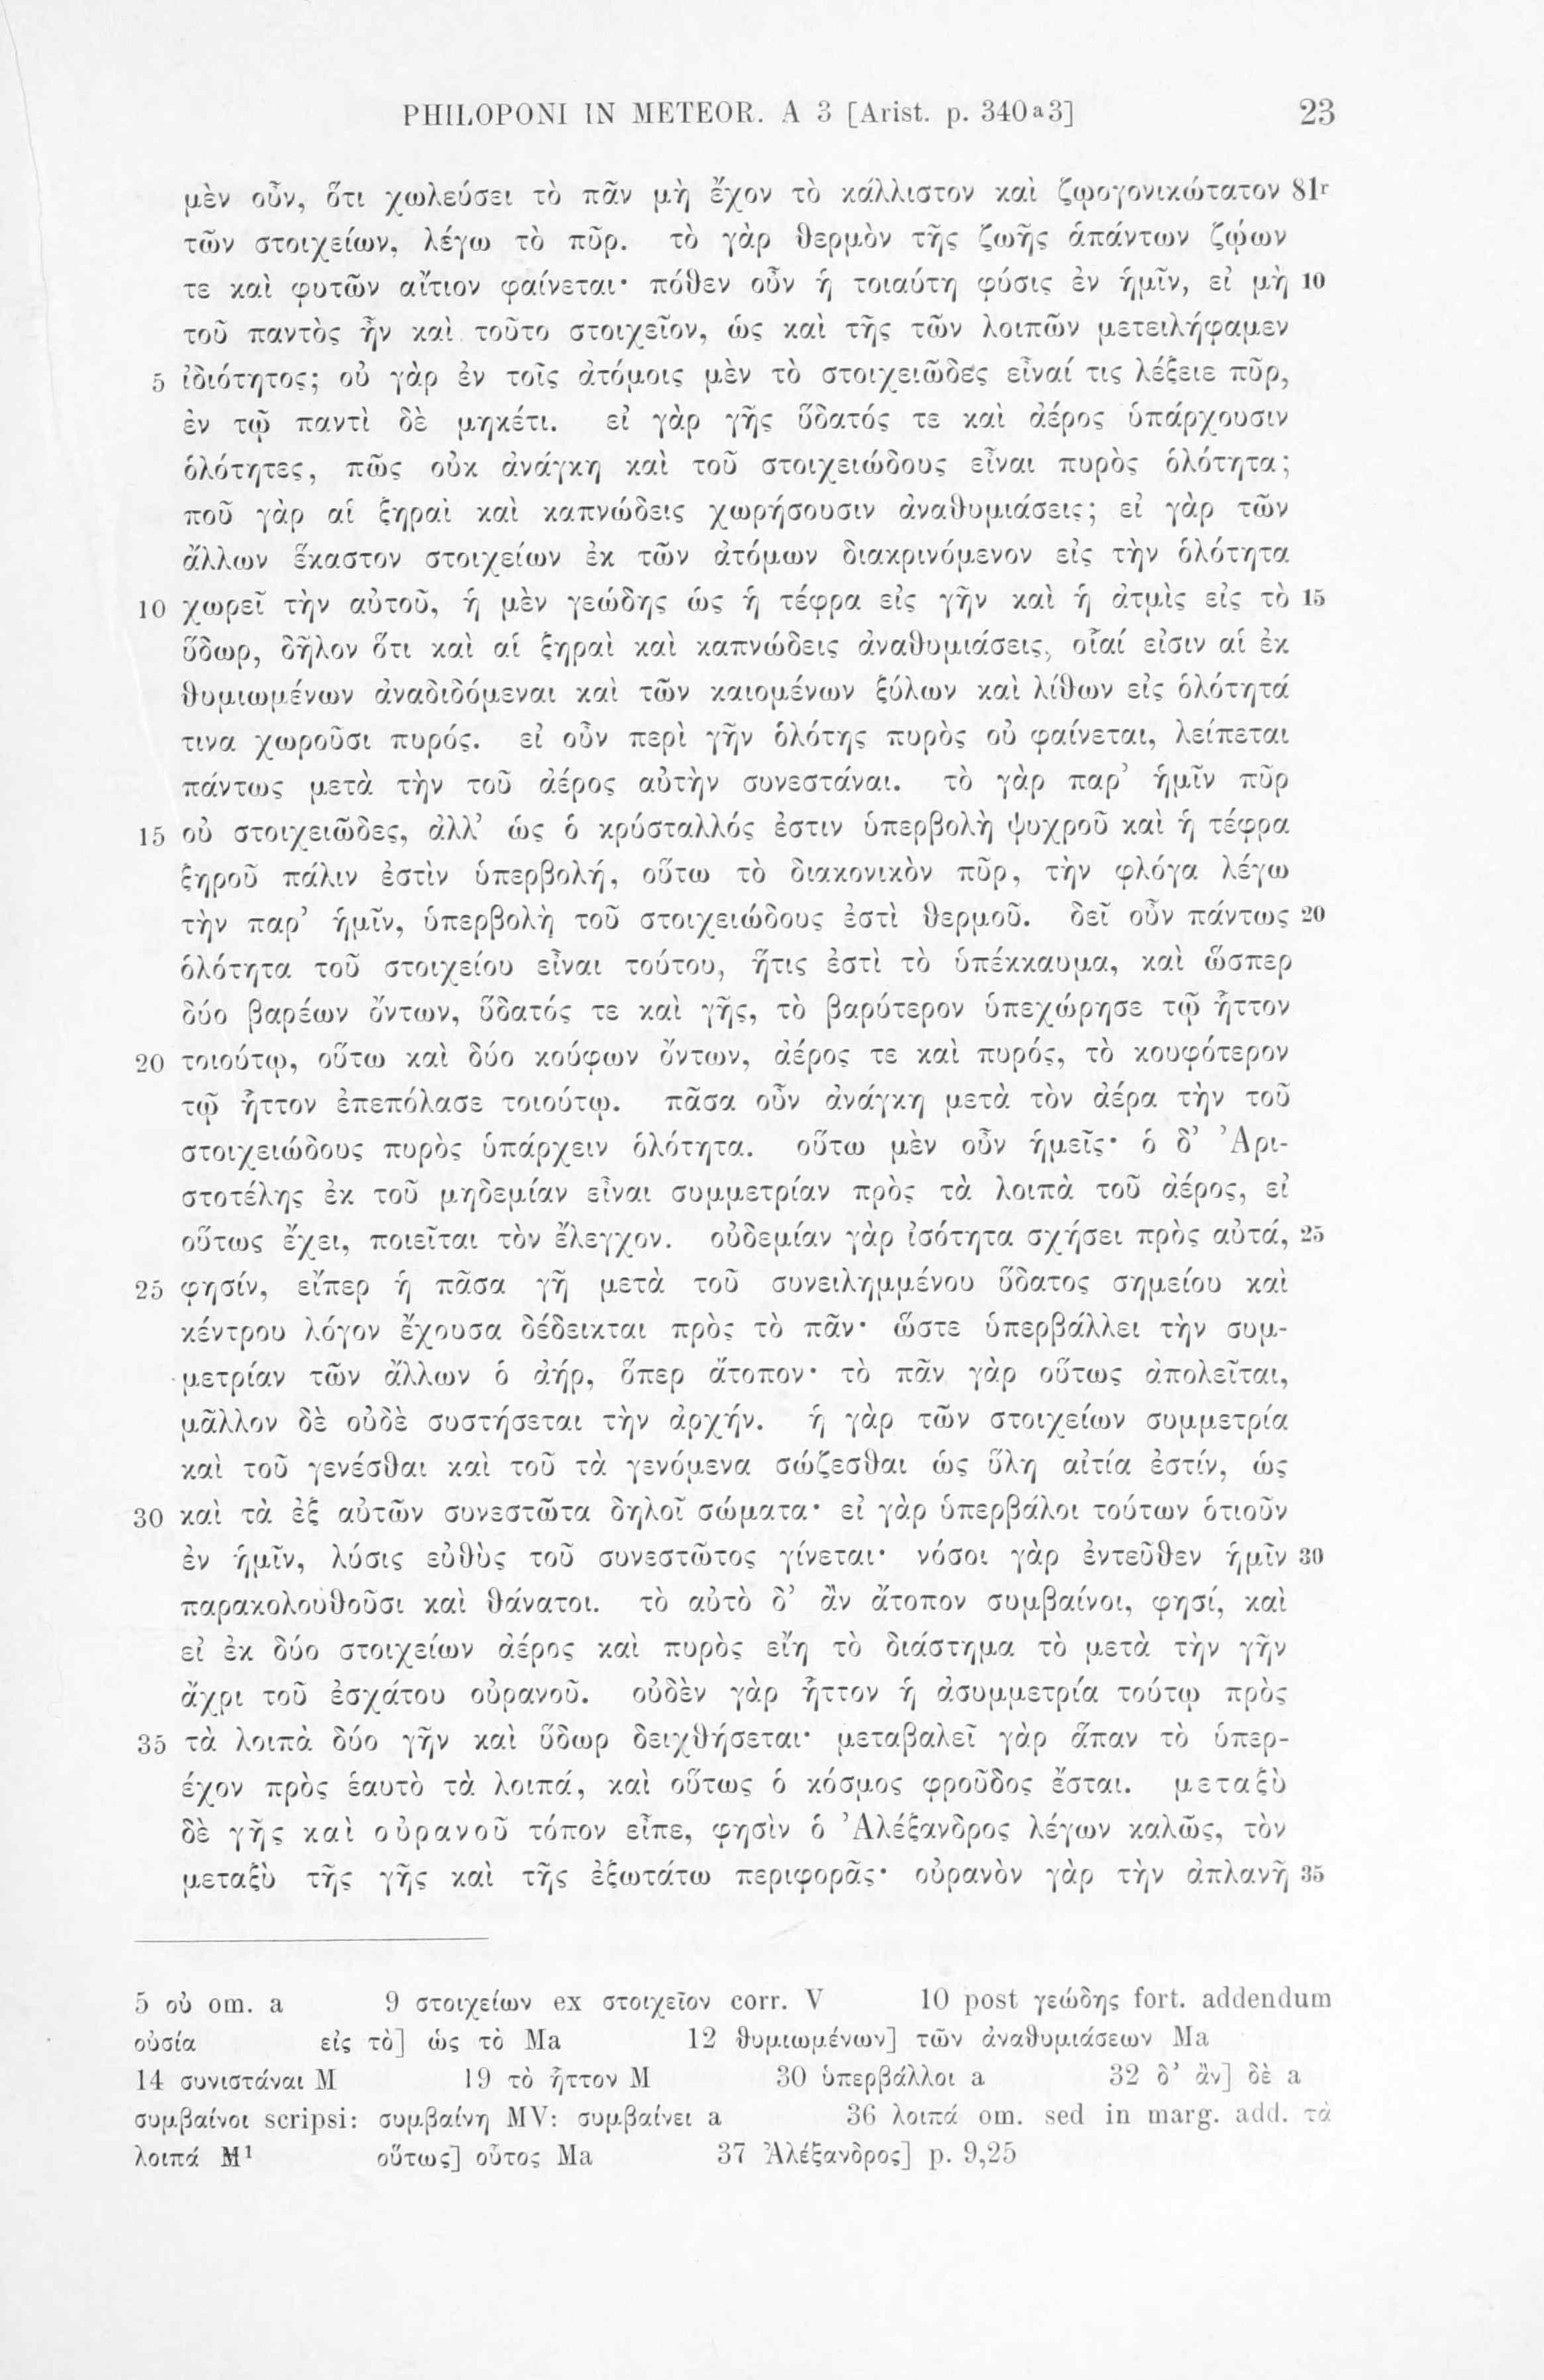 PHILOPONI IN METEOR. A 3 [Arist. p. 340a3] 23
μὲν οὖν, ὅτι χωλεύσει τὸ πᾶν μὴ ἔχον τὸ κάλλιστον καὶ ζῳογονικώτατον 81r
τῶν στοιχείων, λέγω τὸ πῦρ. τὸ γὰρ θερμὸν τῆς ζωῆς ἁπάντων ζῴων
τε καὶ φυτῶν αἴτιον φαίνεται· πόθεν οὖν ἡ τοιαύτη φύσις ἐν ἡμῖν, εἰ μὴ 10
τοῦ παντὸς ἦν καὶ τοῦτο στοιχεῖον, ὡς καὶ τῆς τῶν λοιπῶν μετειλήφαμεν
5 ἰδιότητος; οὐ γὰρ ἐν τοῖς ἀτόμοις μὲν τὸ στοιχειῶδες εἶναί τις λέξειε πῦρ,
ἐν τῷ παντὶ δὲ μηκέτι. εἰ γὰρ γῆς ὕδατός τε καὶ ἀέρος ὑπάρχουσιν
ὁλότητες, πῶς οὐκ ἀνάγκη καὶ τοῦ στοιχειώδους εἶναι πυρὸς ὁλότητα;
ποῦ γὰρ αἱ ξηραὶ καὶ καπνώδεις χωρήσουσιν ἀναθυμιάσεις; εἰ γὰρ τῶν
ἄλλων ἕκαστον στοιχείων ἐκ τῶν ἀτόμων διακρινόμενον εἰς τὴν ὁλότητα
10 χωρεῖ τὴν αὐτοῦ, ἡ μὲν γεώδης ὡς ἡ τέφρα εἰς γῆν καὶ ἡ ἀτμὶς εἰς τὸ 15
ὕδωρ, δῆλον ὅτι καὶ αἱ ξηραὶ καὶ καπνώδεις ἀναθυμιάσεις, οἷαί εἰσιν αἱ ἐκ
θυμιωμένων ἀναδιδόμεναι καὶ τῶν καιομένων ξύλων καὶ λίθων εἰς ὁλότητά
τινα χωροῦσι πυρός. εἰ οὖν περὶ γῆν ὁλότης πυρὸς οὐ φαίνεται, λείπεται
πάντως μετὰ τὴν τοῦ ἀέρος αὐτὴν συνεστάναι. τὸ γὰρ παρ’ ἡμῖν πῦρ
15 οὐ στοιχειῶδες, ἀλλ’ ὡς ὁ κρύσταλλός ἐστιν ὑπερβολὴ ψυχροῦ καὶ ἡ τέφρα
ξηροῦ πάλιν ἐστὶν ὑπερβολή, οὕτω τὸ διακονικὸν πῦρ, τὴν φλόγα λέγω
τὴν παρ’ ἡμῖν, ὑπερβολὴ τοῦ στοιχειώδους ἐστὶ θερμοῦ. δεῖ οὖν πάντως 20
ὁλότητα τοῦ στοιχείου εἶναι τούτου, ἥτις ἐστὶ τὸ ὑπέκκαυμα, καὶ ὥσπερ
δύο βαρέων ὄντων, ὕδατός τε καὶ γῆς, τὸ βαρύτερον ὑπεχώρησε τῷ ἧττον
20 τοιούτῳ, οὕτω καὶ δύο κούφων ὄντων, ἀέρος τε καὶ πυρός, τὸ κουφότερον
τῷ ἧττον ἐπεπόλασε τοιούτῳ. πᾶσα οὖν ἀνάγκη μετὰ τὸν ἀέρα τὴν τοῦ
στοιχειώδους πυρὸς ὑπάρχειν ὁλότητα. οὕτω μὲν οὖν ἡμεῖς· ὁ δ’ Ἀρι-
στοτέλης ἐκ τοῦ μηδεμίαν εἶναι συμμετρίαν πρὸς τὰ λοιπὰ τοῦ ἀέρος, εἰ
οὕτως ἔχει, ποιεῖται τὸν ἔλεγχον. οὐδεμίαν γὰρ ἰσότητα σχήσει πρὸς αὐτά, 25
25 φησίν, εἴπερ ἡ πᾶσα γῆ μετὰ τοῦ συνειλημμένου ὕδατος σημείου καὶ
κέντρου λόγον ἔχουσα δέδεικται πρὸς τὸ πᾶν· ὥστε ὑπερβάλλει τὴν συμ-
μετρίαν τῶν ἄλλων ὁ ἀήρ, ὅπερ ἄτοπον· τὸ πᾶν γὰρ οὕτως ἀπολεῖται,
μᾶλλον δὲ οὐδὲ συστήσεται τὴν ἀρχήν. ἡ γὰρ τῶν στοιχείων συμμετρία
καὶ τοῦ γενέσθαι καὶ τοῦ τὰ γενόμενα σώζεσθαι ὡς ὕλη αἰτία ἐστίν, ὡς
30 καὶ τὰ ἐξ αὐτῶν συνεστῶτα δηλοῖ σώματα· εἰ γὰρ ὑπερβάλοι τούτων ὁτιοῦν
ἐν ἡμῖν, λύσις εὐθὺς τοῦ συνεστῶτος γίνεται· νόσοι γὰρ ἐντεῦθεν ἡμῖν 30
παρακολουθοῦσι καὶ θάνατοι. τὸ αὐτὸ δ’ ἂν ἄτοπον συμβαίνοι, φησί, καὶ
εἰ ἐκ δύο στοιχείων ἀέρος καὶ πυρὸς εἴη τὸ διάστημα τὸ μετὰ τὴν γῆν
ἄχρι τοῦ ἐσχάτου οὐρανοῦ. οὐδὲν γὰρ ἧττον ἡ ἀσυμμετρία τούτῳ πρὸς
35 τὰ λοιπὰ δύο γῆν καὶ ὕδωρ δειχθήσεται· μεταβαλεῖ γὰρ ἅπαν τὸ ὑπερ-
έχον πρὸς ἑαυτὸ τὰ λοιπά, καὶ οὕτως ὁ κόσμος φροῦδος ἔσται. μεταξὺ
δὲ γῆς καὶ οὐρανοῦ τόπον εἶπε, φησὶν ὁ Ἀλέξανδρος λέγων καλῶς, τὸν
μεταξὺ τῆς γῆς καὶ τῆς ἐξωτάτω περιφορᾶς· οὐρανὸν γὰρ τὴν ἀπλανῆ 35
5 οὐ om. a 9 στοιχείων ex στοιχεῖον corr. V 10 post γεώδης fort. addendum
οὐσία εἰς τὸ] ὡς τὸ Ma 12 θυμιωμένων] τῶν ἀναθυμιάσεων Ma
14 συνιστάναι M 19 τὸ ἧττον M 30 ὑπερβάλλοι a 32 δ’ ἂν] δὲ a
συμβαίνοι scripsi: συμβαίνη MV: συμβαίνει a 36 λοιπά om. sed in marg. add. τὰ
λοιπά M1 οὕτως] οὗτος Ma 37 Ἀλέξανδρος] p. 9,25